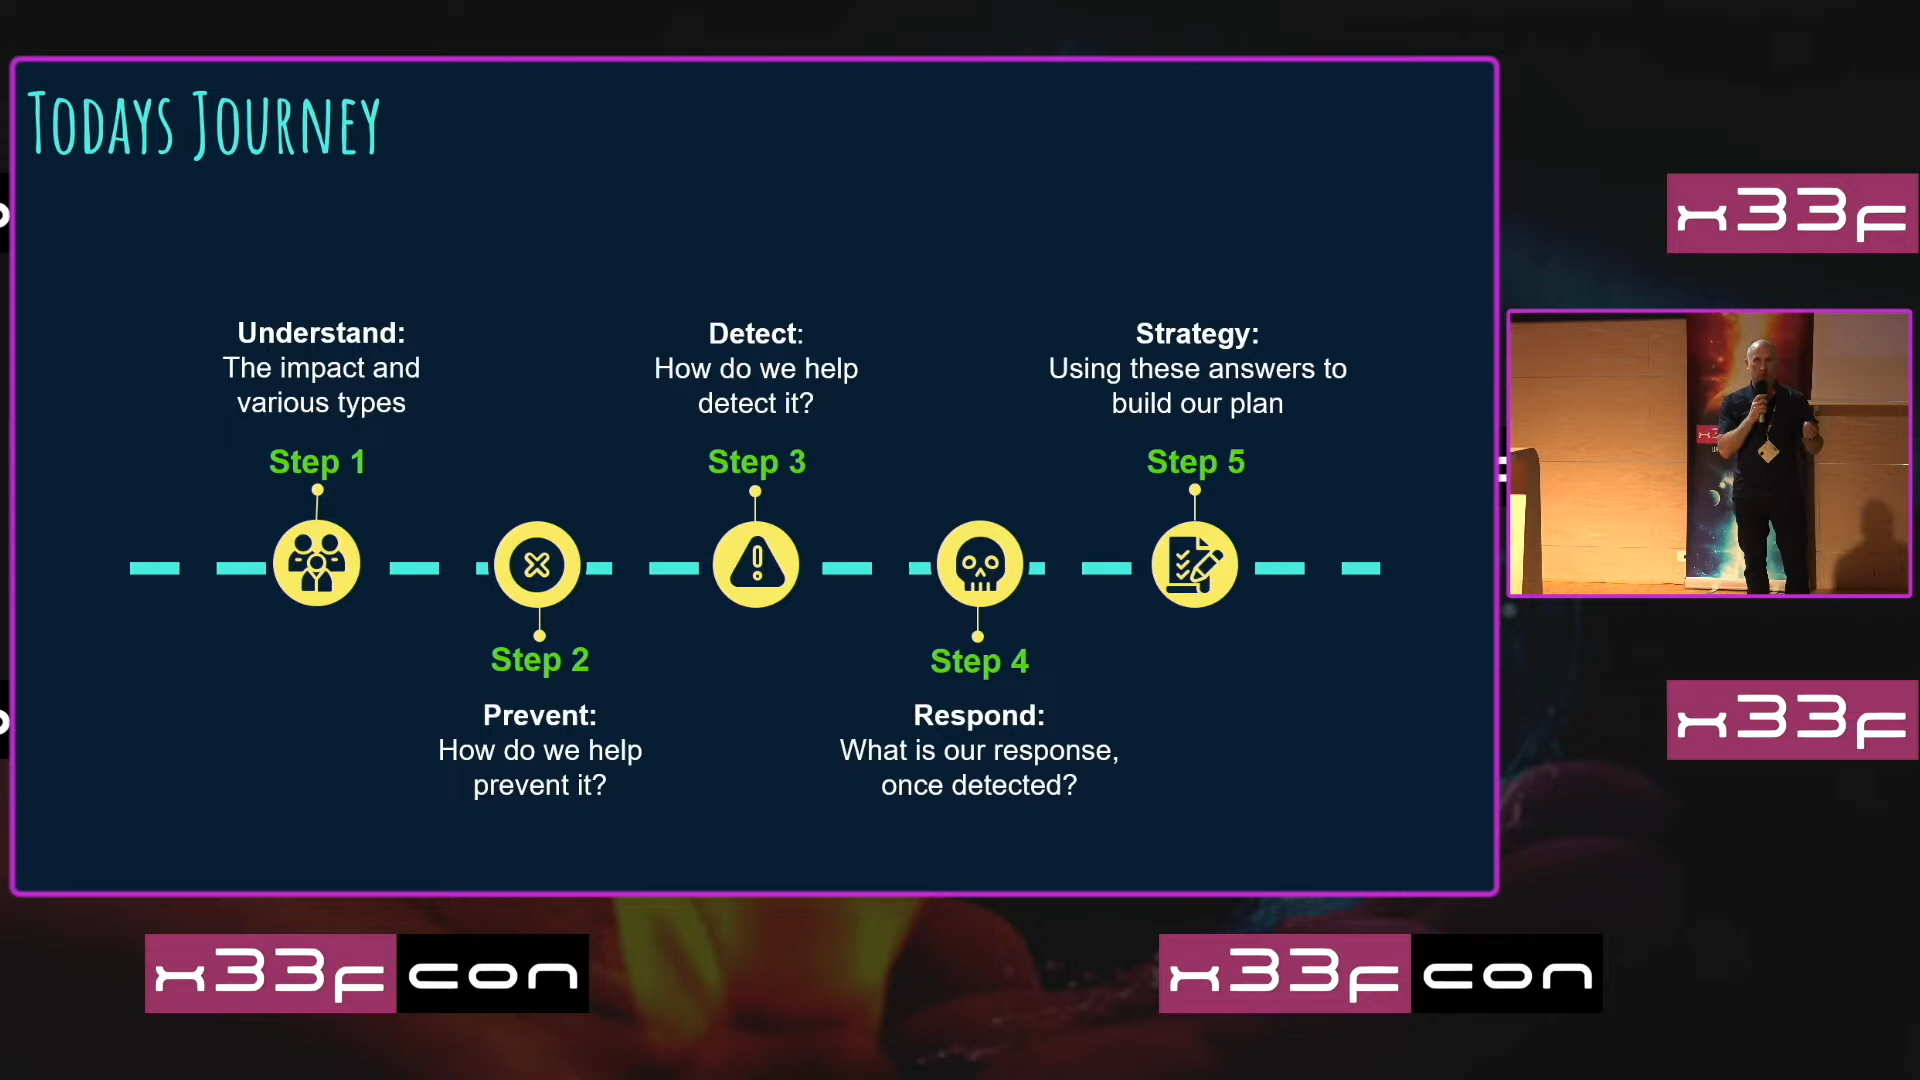 Todays Journey
Understand:
The impact and
various types
Step 1
Step 2
Prevent:
How do we help
prevent it?
Detect:
How do we help
detect it?
Step 3
Step 4
Respond:
What is our response,
once detected?
Strategy:
Using these answers to
build our plan
Step 5
x33f
x33f
x33fcon
x33fcon